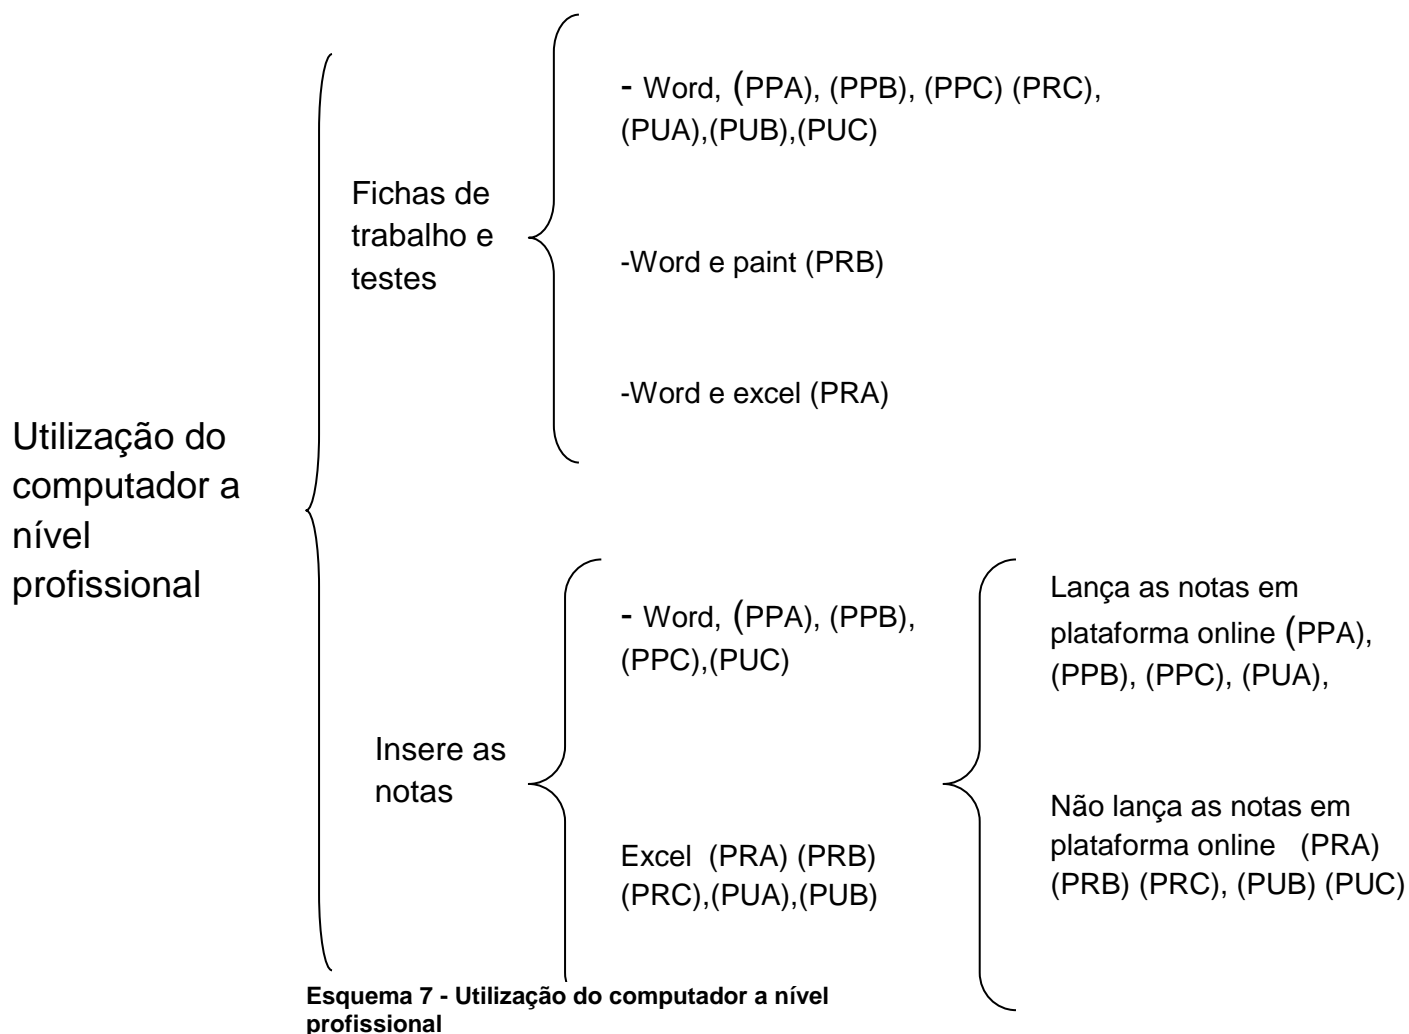 Utilização do
computador a
nível
profissional
Fichas de
trabalho e
testes
- Word, (PPA), (PPB), (PPC) (PRC),
(PUA),(PUB),(PUC)
-Word e paint (PRB)
-Word e excel (PRA)
Insere as
notas
- Word, (PPA), (PPB),
(PPC),(PUC)
Excel  (PRA) (PRB)
(PRC),(PUA),(PUB)
Lança as notas em
plataforma online (PPA),
(PPB), (PPC), (PUA),
Não lança as notas em
plataforma online   (PRA)
(PRB) (PRC), (PUB) (PUC)
Esquema 7 - Utilização do computador a nível
profissional